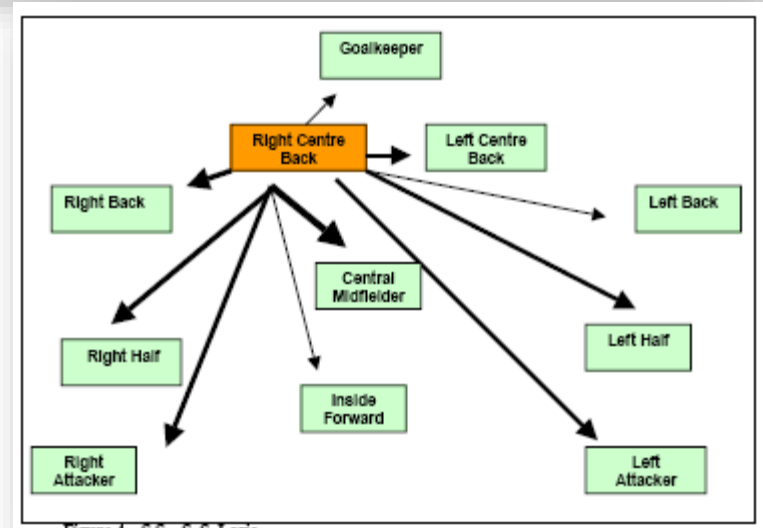 Goalkeeper
Right Centre
Back
Left Centre
Back
Right Back
Left Back
Central
Midfielder
Right Half
Left Half
Inside
Forward
Right
Attacker
Left
Attacker